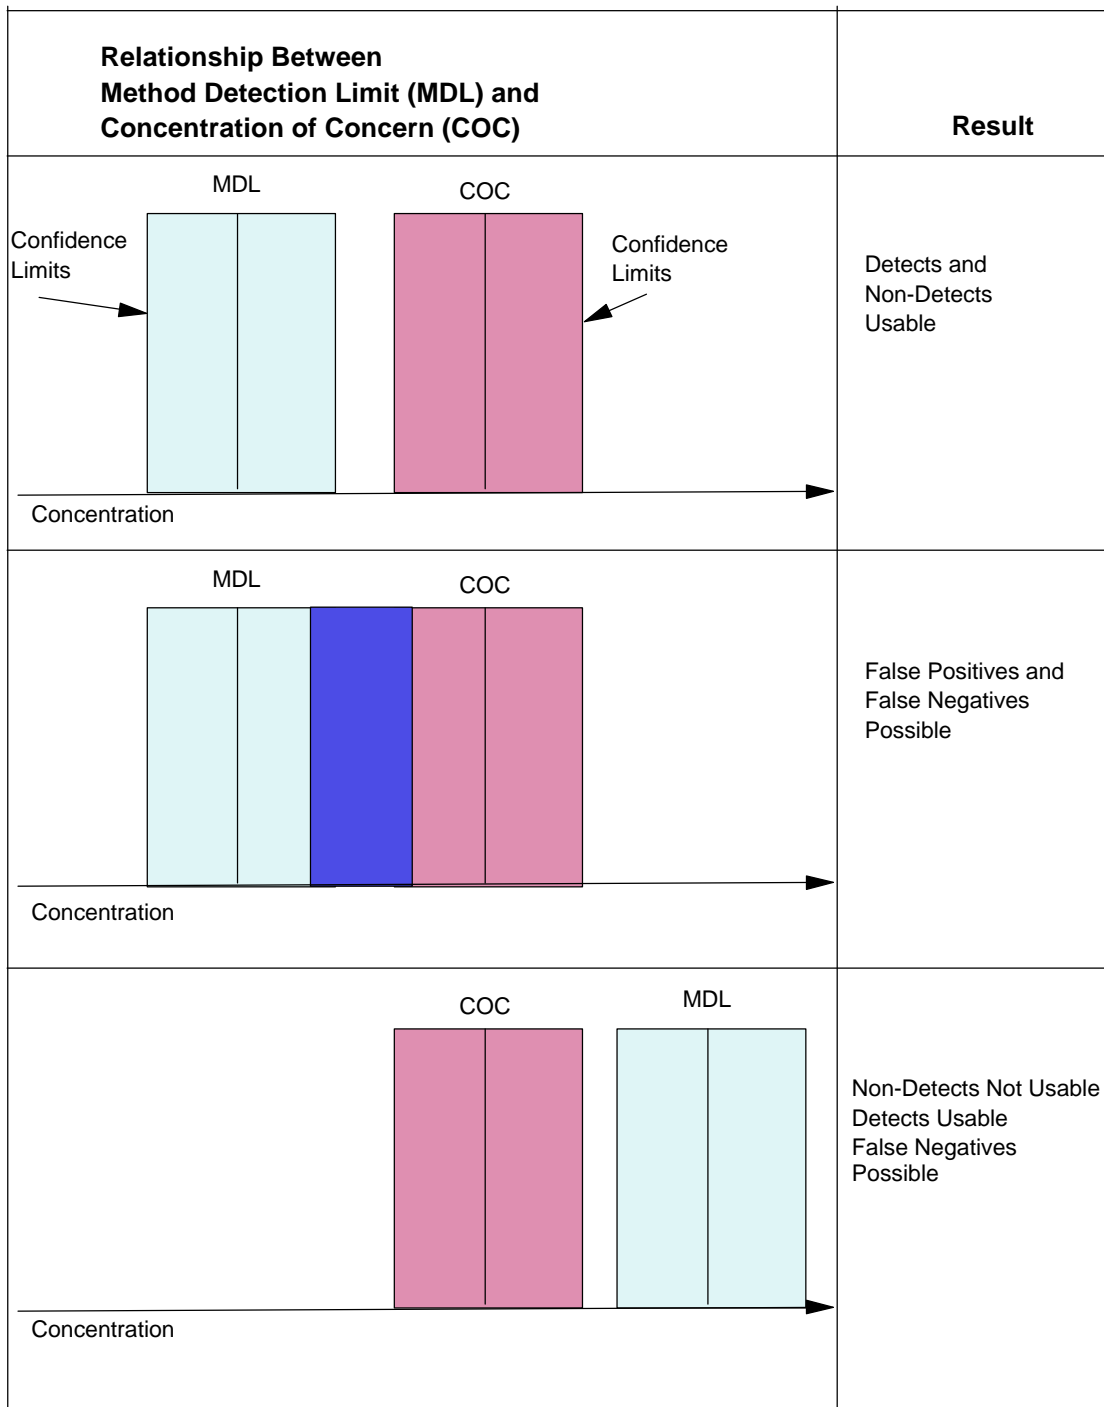 Relationship Between
Method Detection Limit (MDL) and
Concentration of Concern (COC)
Result
MDL
COC
Confidence
Limits
Confidence
Limits
Detects and
Non-Detects
Usable
Concentration
MDL
COC
False Positives and
False Negatives
Possible
Concentration
COC
MDL
Non-Detects Not Usable
Detects Usable
False Negatives
Possible
Concentration